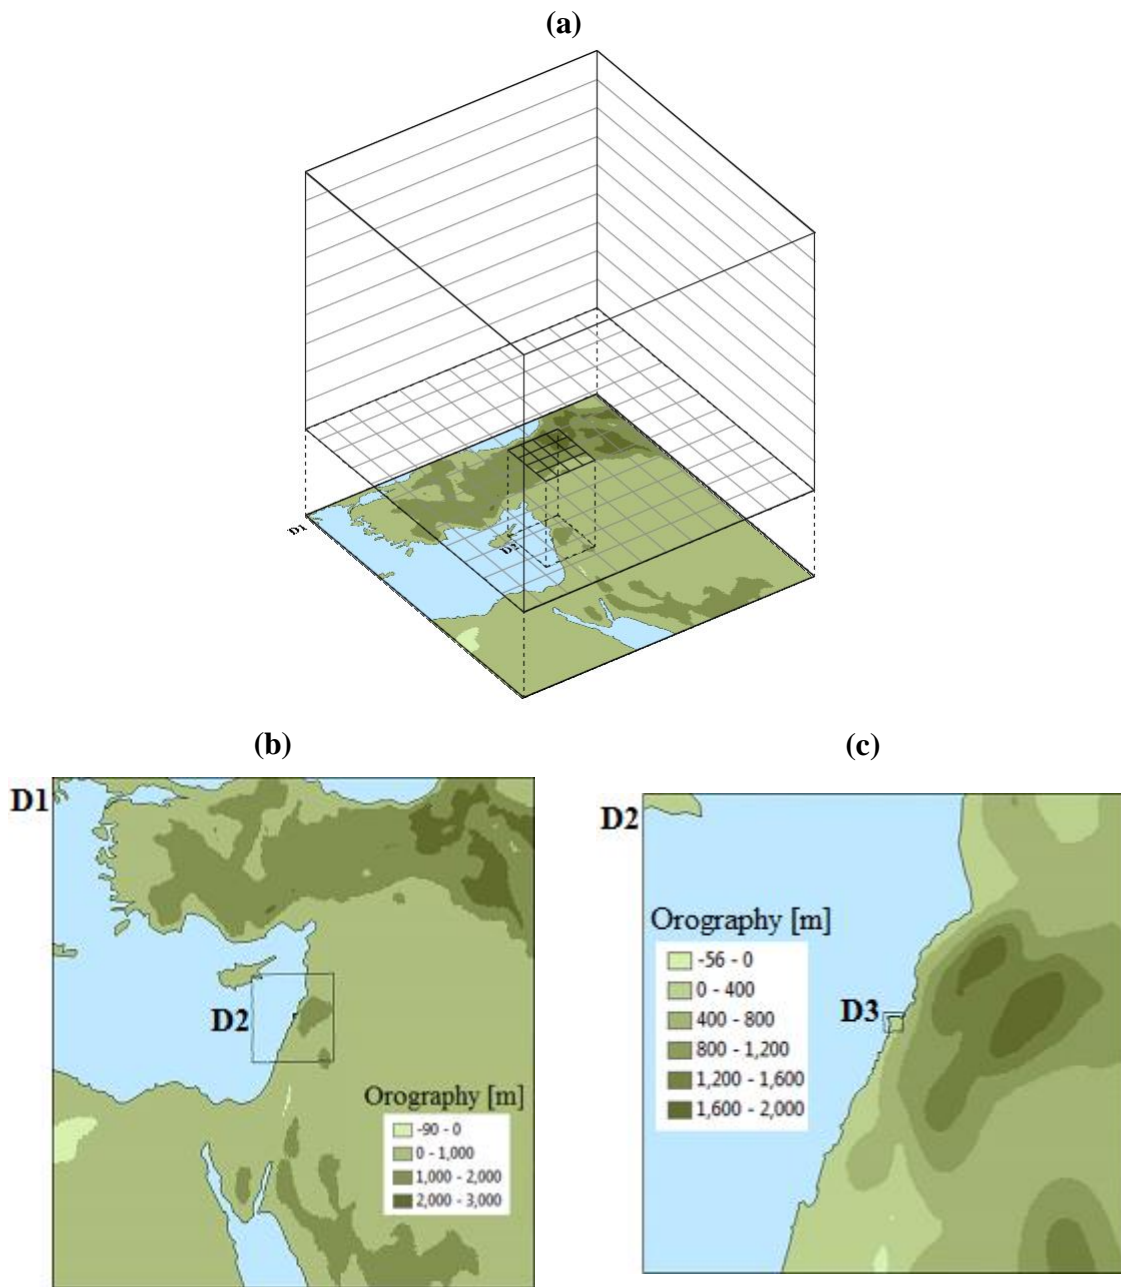 (a)
D1
D2
(b)
(c)
D1
D2
Orography [m]
-90 - 0
0 - 1,000
1,000 - 2,000
2,000 - 3,000
D2
Orography [m]
-56 - 0
0 - 400
400 - 800
800 - 1,200
1,200 - 1,600
1,600 - 2,000
D3